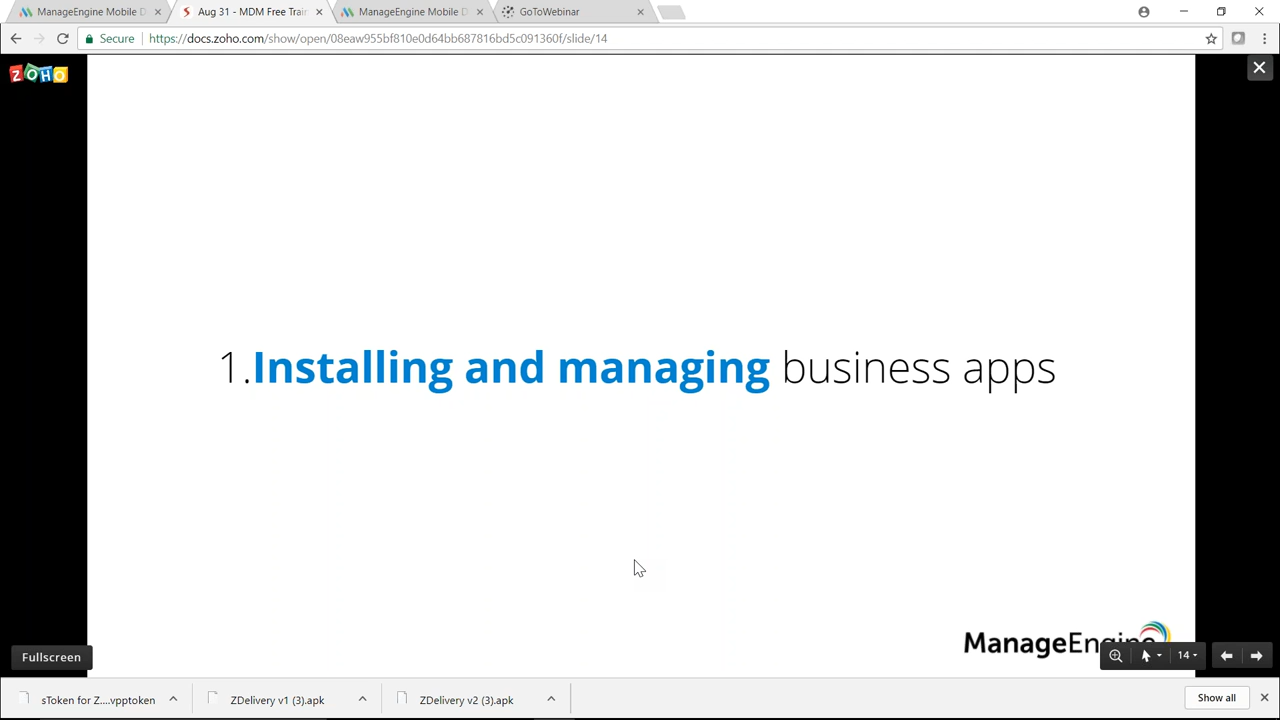 ManageEngine Mobile D
Aug 31 - MDM Free Train
ManageEngine Mobile D
GoToWebinar
Secure
https://docs.zoho.com/show/open/08eaw955bf810e0d64bb687816bd5c091360f/slide/14
ZOHO
1.Installing and managing business apps
ManageEngine
Fullscreen
14
sToken for Z....vpptoken
ZDelivery v1 (3).apk
ZDelivery v2 (3).apk
Show all